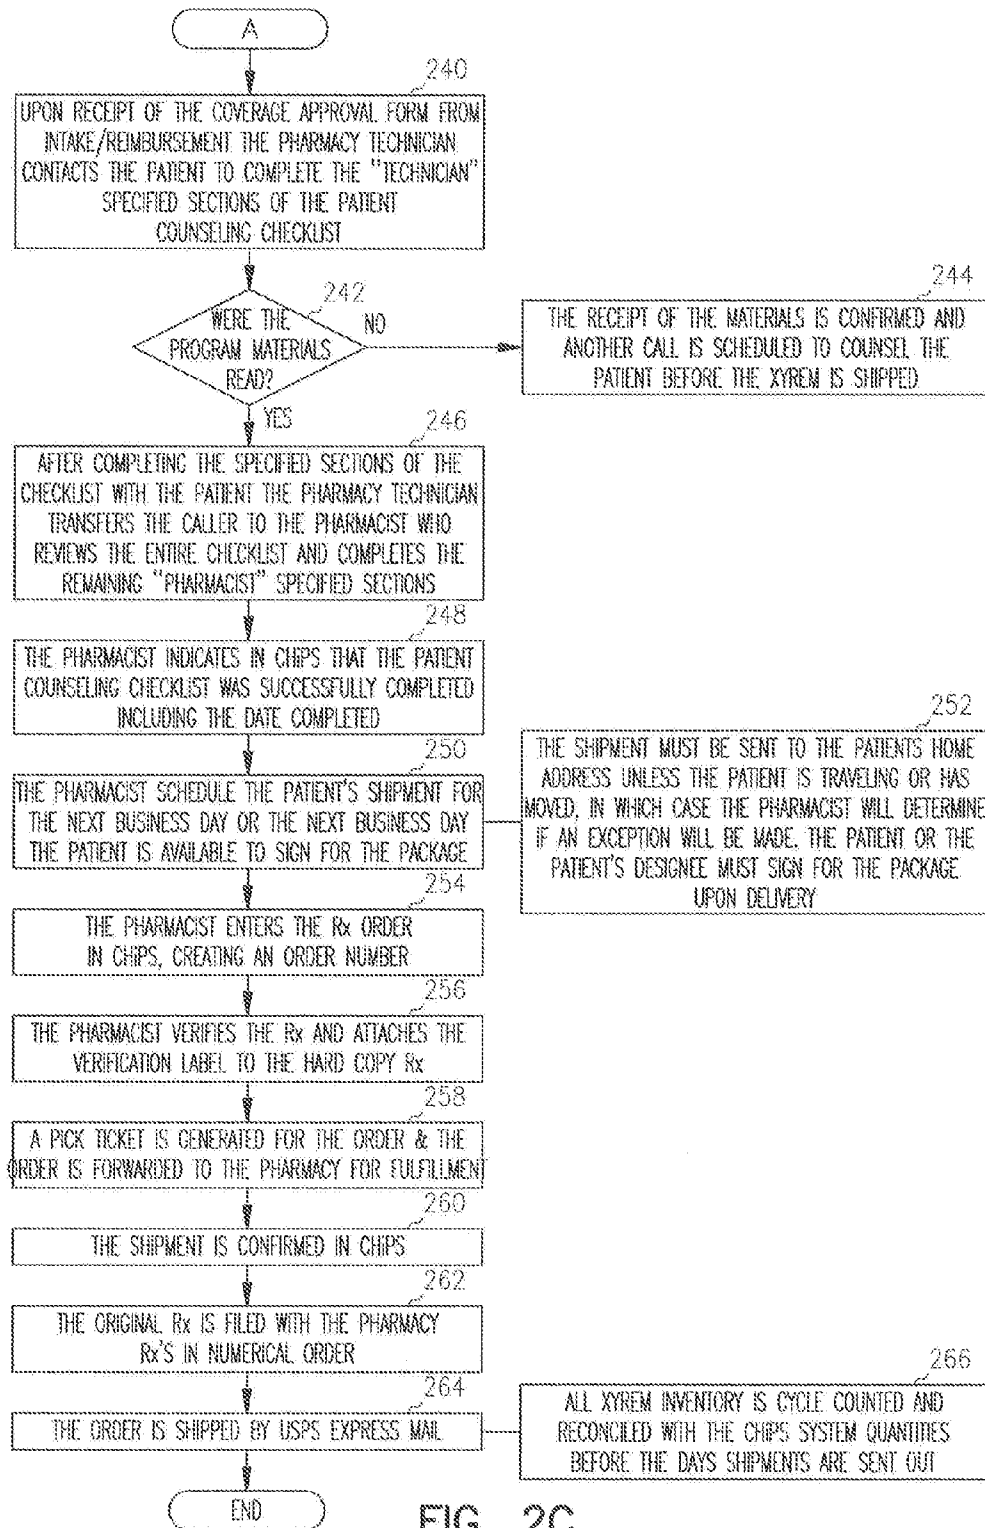 A
240
UPON RECEIPT OF THE COVERAGE APPROVAL FORM FROM
INTAKE/REIMBURSEMENT THE PHARMACY TECHNICIAN
CONTACTS THE PATIENT TO COMPLETE THE "TECHNICIAN"
SPECIFIED SECTIONS OF THE PATIENT
COUNSELING CHECKLIST
242
WERE THE
PROGRAM MATERIALS
READ?
NO
244
THE RECEIPT OF THE MATERIALS IS CONFIRMED AND
ANOTHER CALL IS SCHEDULED TO COUNSEL THE
PATIENT BEFORE THE XYREM IS SHIPPED
YES
246
AFTER COMPLETING THE SPECIFIED SECTIONS OF THE
CHECKLIST WITH THE PATIENT THE PHARMACY TECHNICIAN
TRANSFERS THE CALLER TO THE PHARMACIST WHO
REVIEWS THE ENTIRE CHECKLIST AND COMPLETES THE
REMAINING "PHARMACIST" SPECIFIED SECTIONS
248
THE PHARMACIST INDICATES IN CHIPS THAT THE PATIENT
COUNSELING CHECKLIST WAS SUCCESSFULLY COMPLETED
INCLUDING THE DATE COMPLETED
250
THE PHARMACIST SCHEDULE THE PATIENT'S SHIPMENT FOR
THE NEXT BUSINESS DAY OR THE NEXT BUSINESS DAY
THE PATIENT IS AVAILABLE TO SIGN FOR THE PACKAGE
252
THE SHIPMENT MUST BE SENT TO THE PATIENTS HOME
ADDRESS UNLESS THE PATIENT IS TRAVELING OR HAS
MOVED, IN WHICH CASE THE PHARMACIST WILL DETERMINE
IF AN EXCEPTION WILL BE MADE. THE PATIENT OR THE
PATIENT'S DESIGNEE MUST SIGN FOR THE PACKAGE
UPON DELIVERY
254
THE PHARMACIST ENTERS THE Rx ORDER
IN CHIPS, CREATING AN ORDER NUMBER
256
THE PHARMACIST VERIFIES THE Rx AND ATTACHES THE
VERIFICATION LABEL TO THE HARD COPY Rx
258
A PICK TICKET IS GENERATED FOR THE ORDER & THE
ORDER IS FORWARDED TO THE PHARMACY FOR FULFILLMENT
260
THE SHIPMENT IS CONFIRMED IN CHIPS
262
THE ORIGINAL Rx IS FILED WITH THE PHARMACY
Rx'S IN NUMERICAL ORDER
264
THE ORDER IS SHIPPED BY USPS EXPRESS MAIL
266
ALL XYREM INVENTORY IS CYCLE COUNTED AND
RECONCILED WITH THE CHIPS SYSTEM QUANTITIES
BEFORE THE DAYS SHIPMENTS ARE SENT OUT
END
FIG. 2C